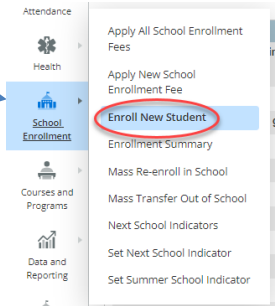 Attendance
Health
School
Enrollment
Courses and
Programs
Data and
Reporting
Apply All School Enrollment
Fees
Apply New School
Enrollment Fee
Enroll New Student
Enrollment Summary
Mass Re-enroll in School
Mass Transfer Out of School
Next School Indicators
Set Next School Indicator
Set Summer School Indicator